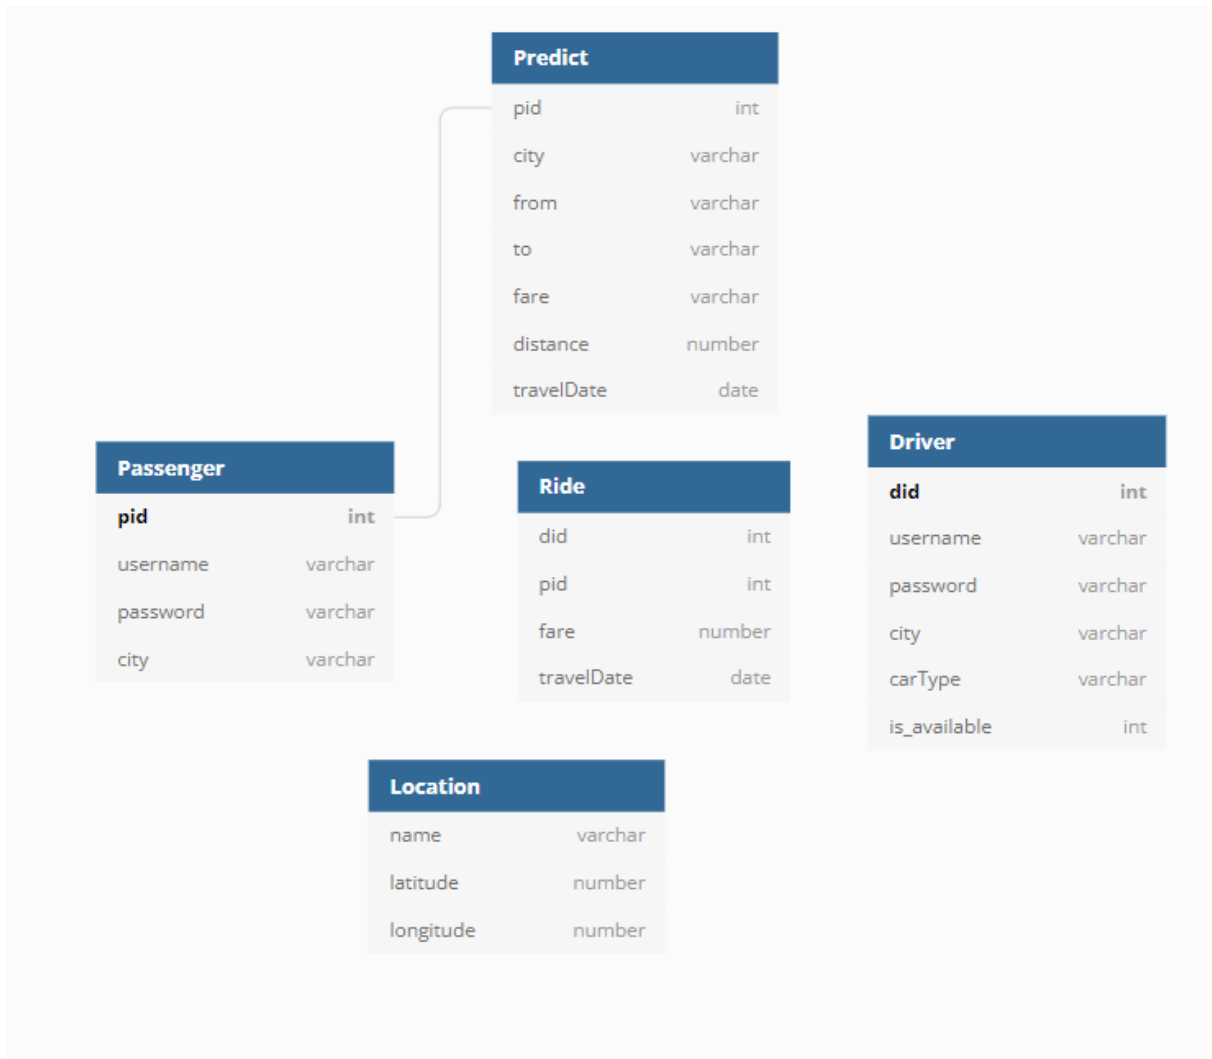 Predict
pid int
city varchar
from varchar
to varchar
fare varchar
distance number
travelDate date
Passenger
pid int
username varchar
password varchar
city varchar
Ride
did int
pid int
fare number
travelDate date
Driver
did int
username varchar
password varchar
city varchar
carType varchar
is_available int
Location
name varchar
latitude number
longitude number